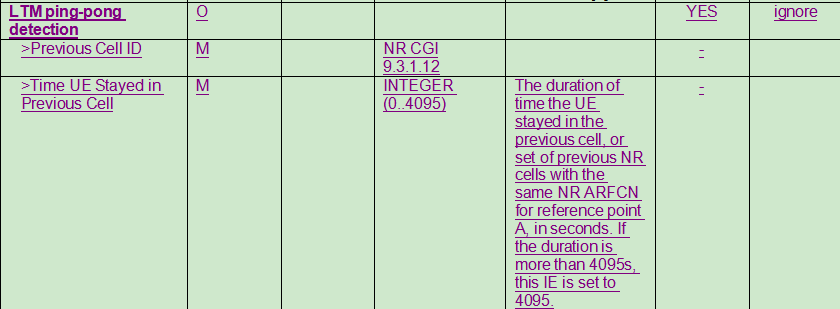 LTM ping-pong O YES ignore
detection
>Previous Cell ID M NR CGI -
9.3.1.12
>Time UE Stayed in M INTEGER The duration of -
Previous Cell (0..4095) time the UE
stayed in the
previous cell, or
set of previous NR
cells with the
same NR ARFCN
for reference point
A, in seconds. If
the duration is
more than 4095s,
this IE is set to
4095.